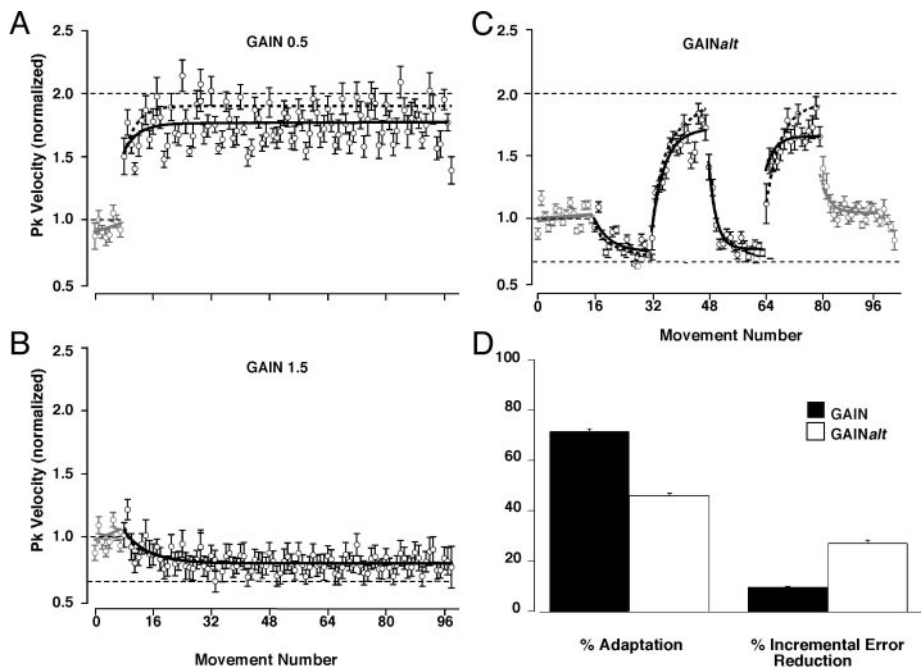 A
GAIN 0.5
Pk Velocity (normalized)
2.5
2.0
1.5
1.0
0.5
B
GAIN 1.5
Pk Velocity (normalized)
2.5
2.0
1.5
1.0
0.5
0 16 32 48 64 80 96
Movement Number
C
GAINalt
2.5
2.0
1.5
1.0
0.5
0 16 32 48 64 80 96
Movement Number
D
100
80
60
40
20
0
GAIN
GAINalt
% Adaptation
% Incremental Error
Reduction